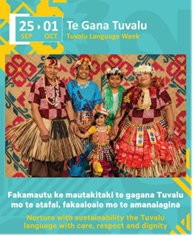 25 › 01
SEP OCT
Te Gana Tuvalu
Tuvalu Language Week
Fakamautu ke mautakitaki te gagana Tuvalu
mo te atafai, fakaaloalo mo te amanaiagina
Nurture with sustainability the Tuvalu
language with care, respect and dignity